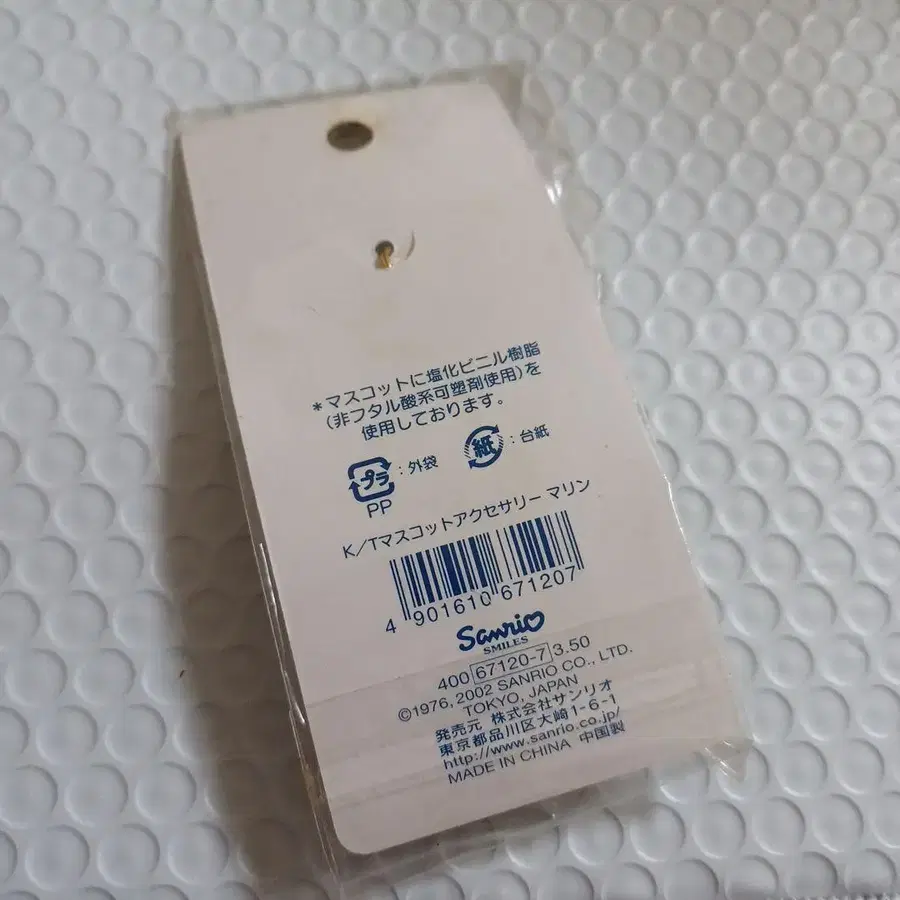 *マスコットに塩化ビニル樹脂
(非フタル酸系可塑剤使用)を
使用しております。
プラ :外袋 紙 :台紙
PP
K/Tマスコットアクセサリー マリン
4 901610 671207
Sanrio
SMILES
400 67120-7 3.50
©1976, 2002 SANRIO CO., LTD.
TOKYO, JAPAN
発売元 株式会社サンリオ
東京都品川区大崎1-6-1
http://www.sanrio.co.jp/
MADE IN CHINA 中国製